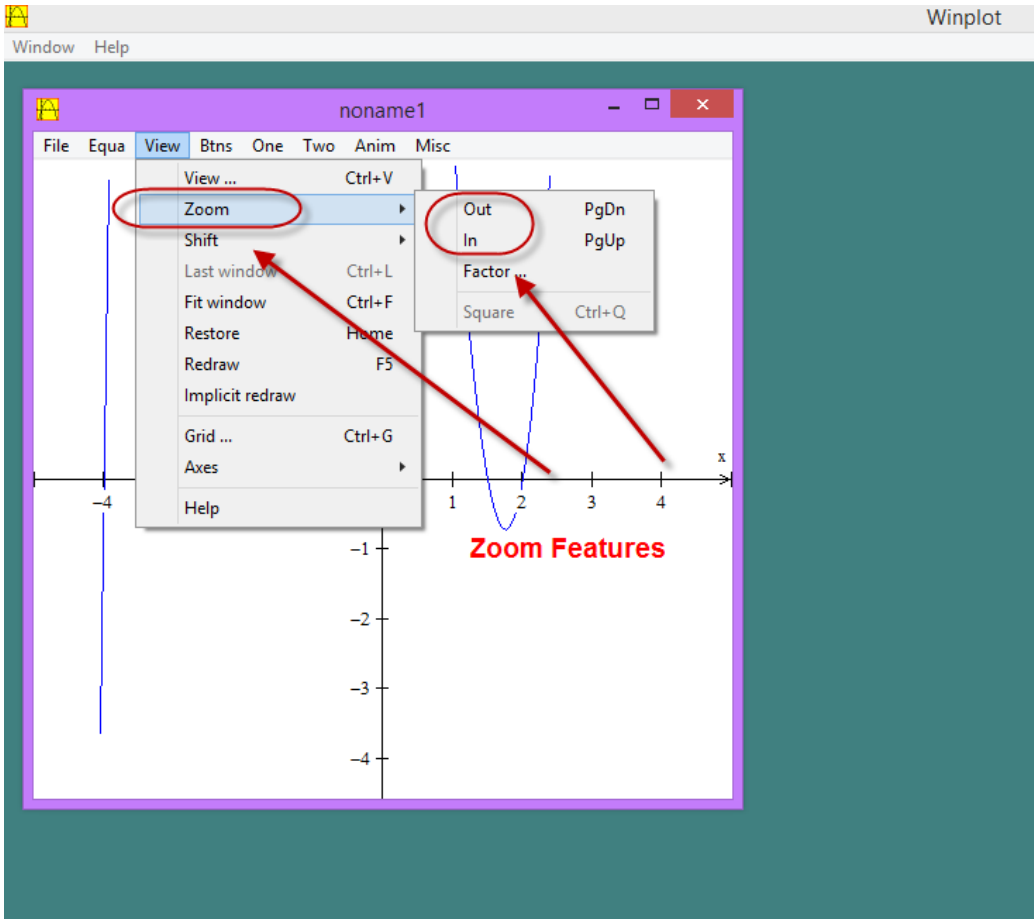 Winplot
Window Help
noname1
File Equa View Btns One Two Anim Misc
View ... Ctrl+V
Zoom
Out PgDn
Shift
In PgUp
Last window Ctrl+L
Factor ...
Fit window Ctrl+F
Square Ctrl+Q
Restore Home
Redraw F5
Implicit redraw
Grid ... Ctrl+G
x
Axes
–4 1 2 3 4
Help
–1
Zoom Features
–2
–3
–4